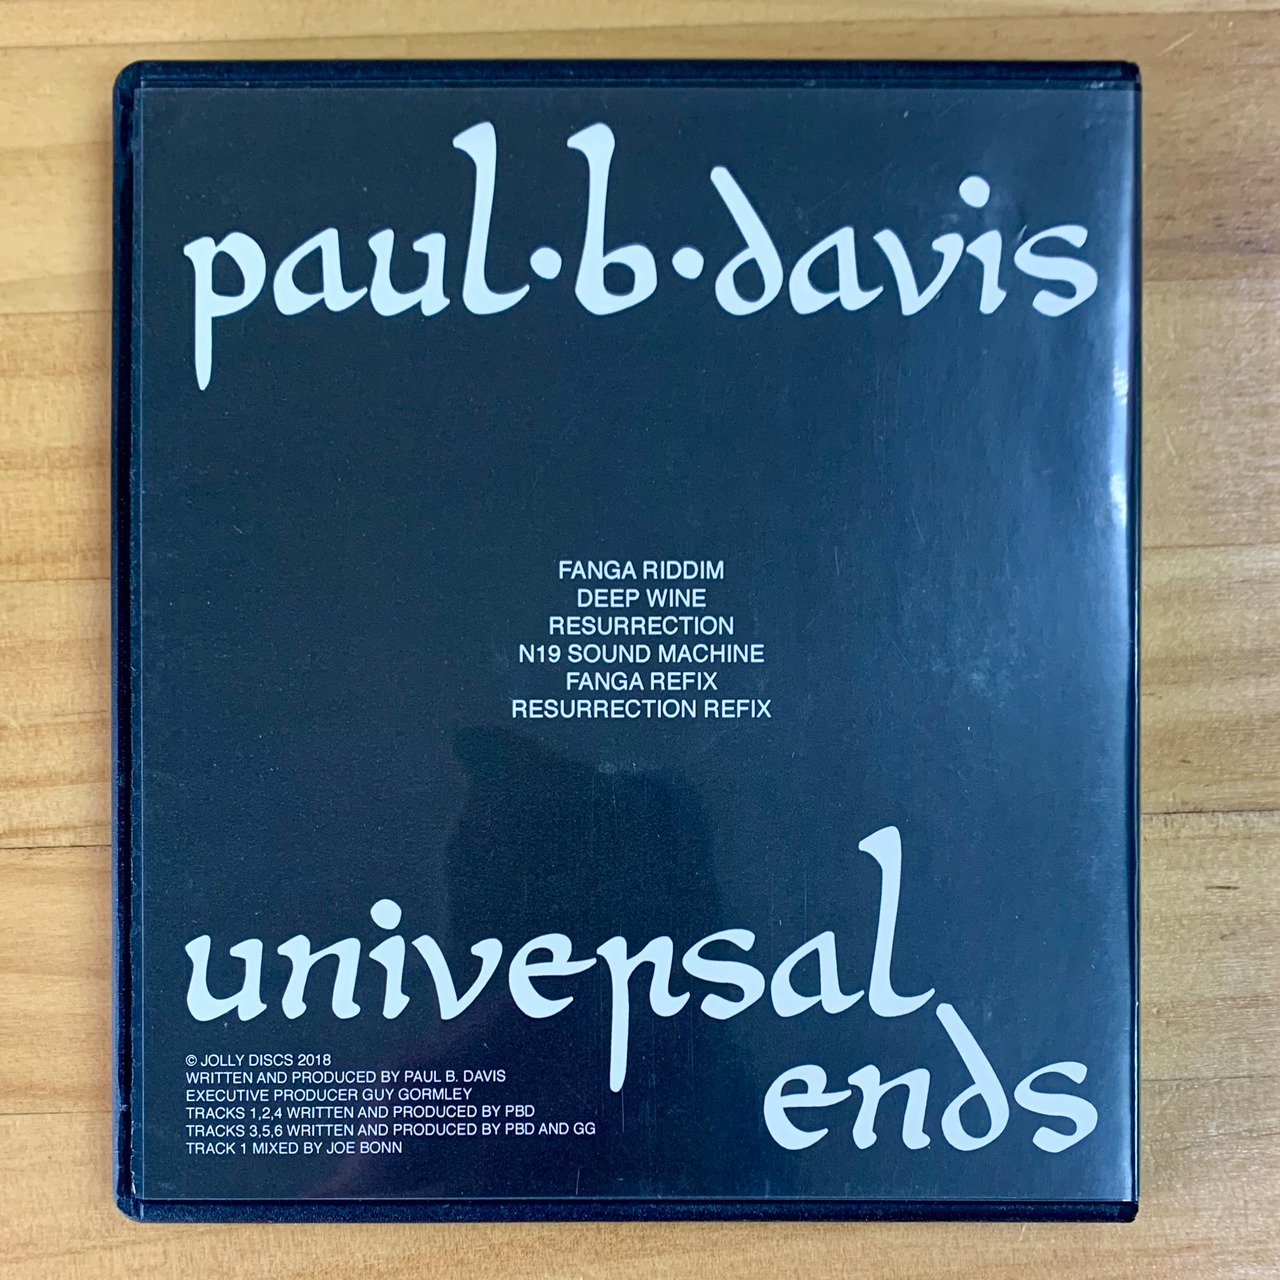 paul·b·davis
FANGA RIDDIM
DEEP WINE
RESURRECTION
N19 SOUND MACHINE
FANGA REFIX
RESURRECTION REFIX
universal
ends
© JOLLY DISCS 2018
WRITTEN AND PRODUCED BY PAUL B. DAVIS
EXECUTIVE PRODUCER GUY GORMLEY
TRACKS 1,2,4 WRITTEN AND PRODUCED BY PBD
TRACKS 3,5,6 WRITTEN AND PRODUCED BY PBD AND GG
TRACK 1 MIXED BY JOE BONN